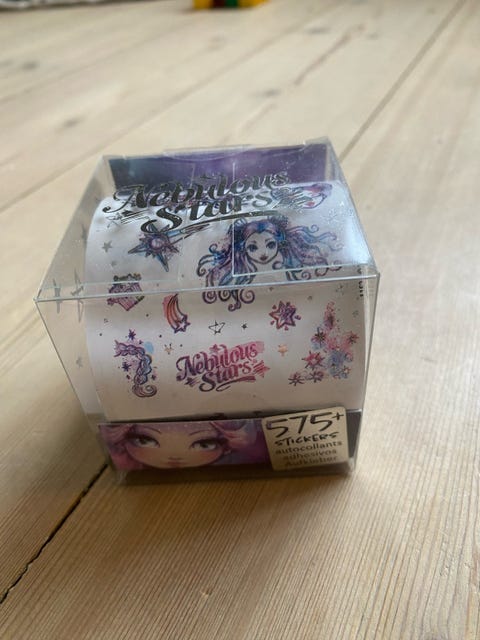 Nebulous
Stars
Nebulous
Stars
575+
STICKERS
autocollants
adhesivos
Aufkleber